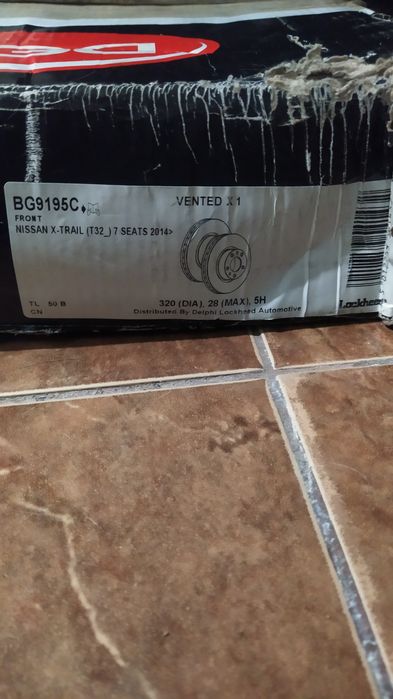 DE
BG9195C
VENTED X 1
FRONT
NISSAN X-TRAIL (T32_) 7 SEATS 2014>
TL 50 B
320 (DIA), 28 (MAX), 5H
CN
Distributed By Delphi Lockheed Automotive
Lockheed